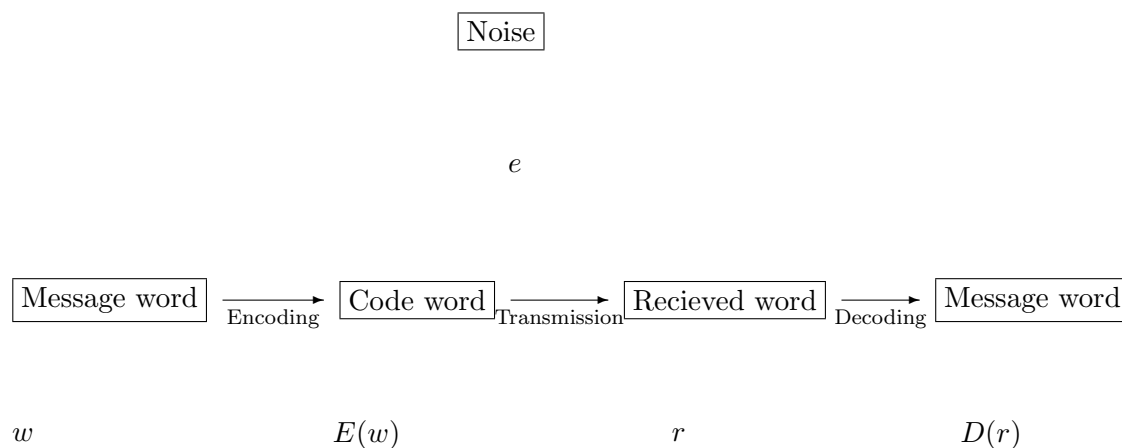 Noise
e
Message word Encoding Code word Transmission Recieved word Decoding Message word
w E(w) r D(r)